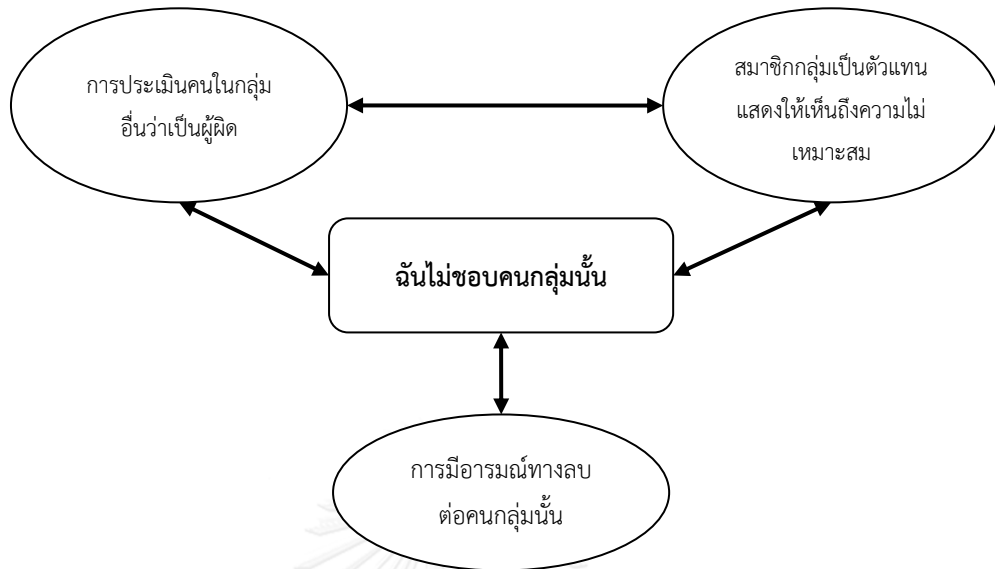 การประเมินคนในกลุ่ม
อื่นว่าเป็นผู้ผิด
สมาชิกกลุ่มเป็นตัวแทน
แสดงให้เห็นถึงความไม่
เหมาะสม
ฉันไม่ชอบคนกลุ่มนั้น
การมีอารมณ์ทางลบ
ต่อคนกลุ่มนั้น